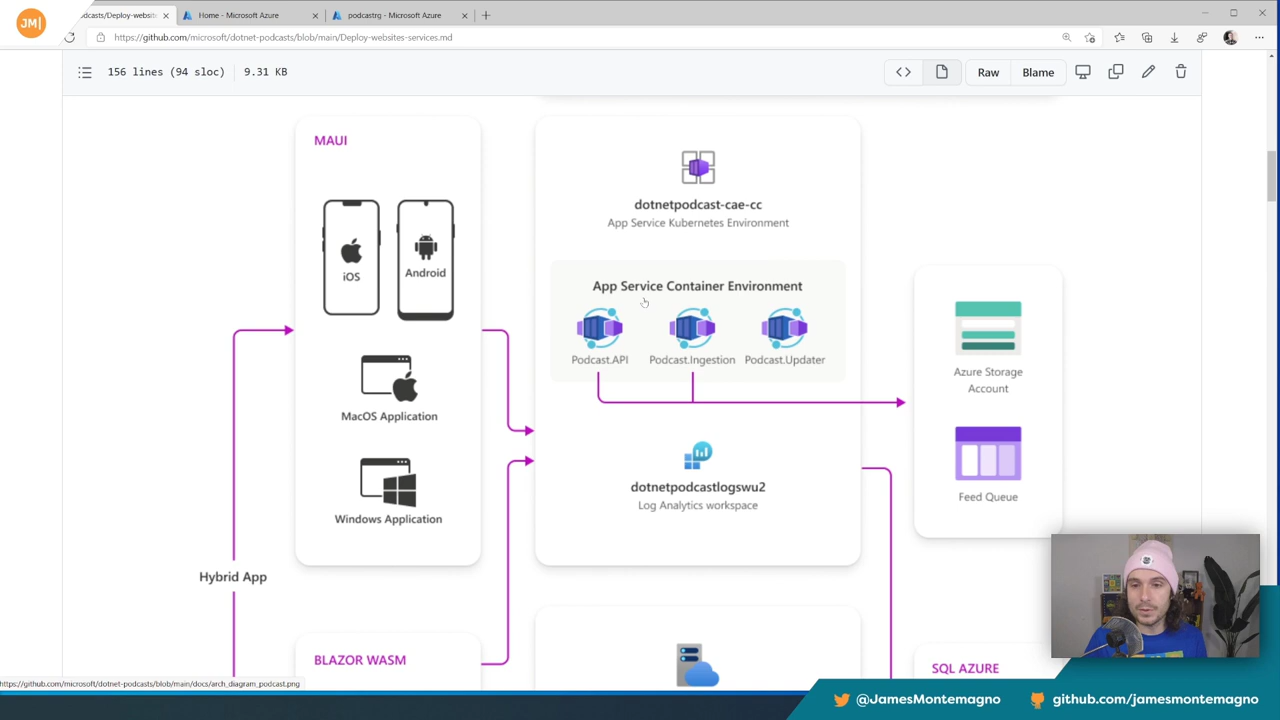 JM|
dcasts/Deploy-website
Home - Microsoft Azure
podcastrg - Microsoft Azure
https://github.com/microsoft/dotnet-podcasts/blob/main/Deploy-websites-services.md
156 lines (94 sloc)
9.31 KB
Raw
Blame
MAUI
iOS
Android
MacOS Application
Windows Application
Hybrid App
BLAZOR WASM
dotnetpodcast-cae-cc
App Service Kubernetes Environment
App Service Container Environment
Podcast.API
Podcast.Ingestion
Podcast.Updater
dotnetpodcastlogswu2
Log Analytics workspace
Azure Storage
Account
Feed Queue
SQL AZURE
https://github.com/microsoft/dotnet-podcasts/blob/main/docs/arch_diagram_podcast.png
@JamesMontemagno
github.com/jamesmontemagno